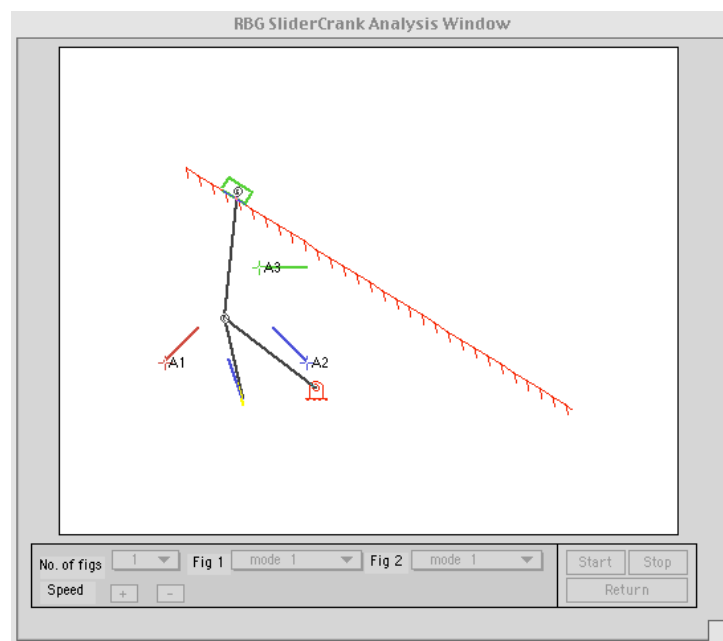 RBG SliderCrank Analysis Window
A3
A1
A2
No. of figs 1 Fig 1 mode 1 Fig 2 mode 1
Start Stop
Speed + -
Return